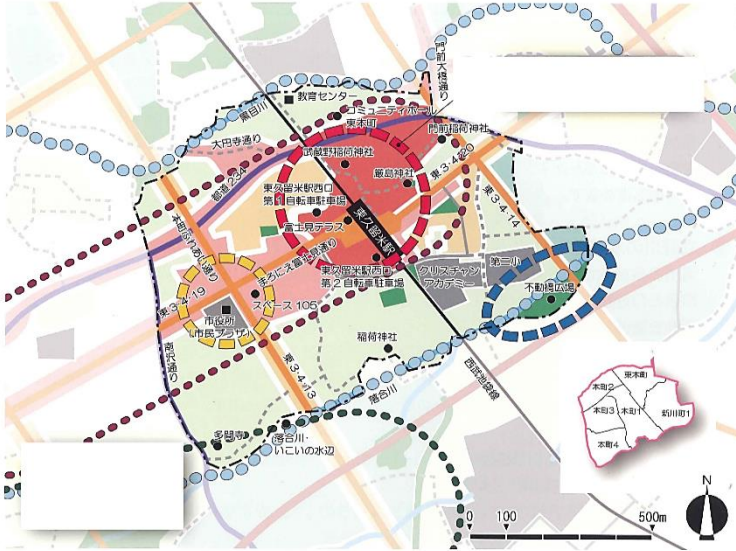 教育センター
黒目川
コミュニティホール
東本町
門前大橋通り
大円寺通り
武蔵野稲荷神社
門前稲荷神社
厳島神社
東3・4・20
都道234
東久留米駅西口
第1自転車駐車場
富士見テラス
東久留米駅
東3・4・14
本町ふれあい通り
まろにえ富士見通り
東久留米駅西口
第2自転車駐車場
クリスチャン
アカデミー
第二小
不動橋広場
東3・4・19
スペース105
市役所
(市民プラザ)
南沢通り
東3・4・13
稲荷神社
西武池袋線
落合川
多聞寺
落合川・
いこいの水辺
東本町
本町2
本町3
本町1
新川町1
本町4
N
0 100 500m